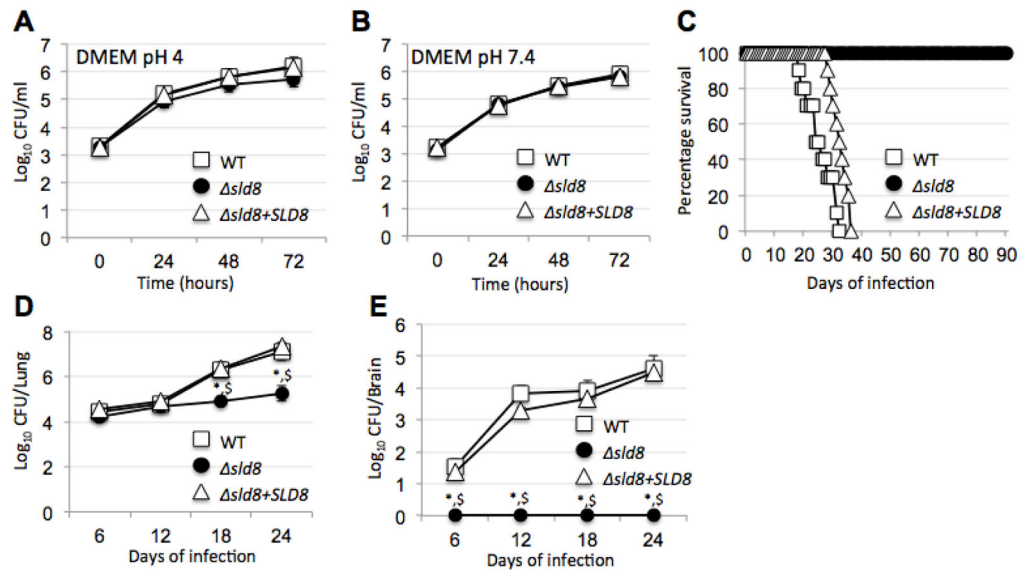 A
DMEM pH 4
7
6
5
4
3
2
1
0
Log₁₀ CFU/ml
WT
Δsld8
Δsld8+SLD8
0 24 48 72
Time (hours)
B
DMEM pH 7.4
7
6
5
4
3
2
1
0
Log₁₀ CFU/ml
WT
Δsld8
Δsld8+SLD8
0 24 48 72
Time (hours)
C
100
80
60
40
20
0
Percentage survival
WT
Δsld8
Δsld8+SLD8
0 10 20 30 40 50 60 70 80 90
Days of infection
D
8
6
4
2
0
Log₁₀ CFU/Lung
*,$ *,$
WT
Δsld8
Δsld8+SLD8
6 12 18 24
Days of infection
E
6
5
4
3
2
1
0
Log₁₀ CFU/Brain
WT
Δsld8
Δsld8+SLD8
*,$ *,$ *,$ *,$
6 12 18 24
Days of infection